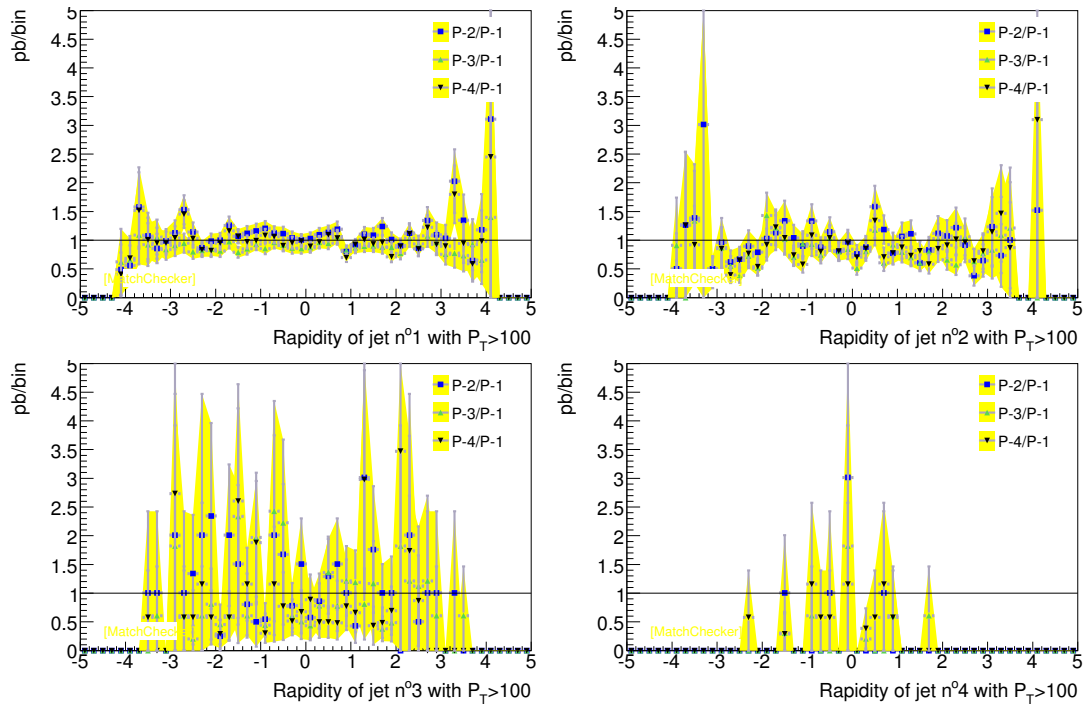 pb/bin
5
4.5
4
3.5
3
2.5
2
1.5
1
0.5
0
P-2/P-1
P-3/P-1
P-4/P-1
[MatchChecker]
-5 -4 -3 -2 -1 0 1 2 3 4 5
Rapidity of jet nº1 with P_T>100
pb/bin
5
4.5
4
3.5
3
2.5
2
1.5
1
0.5
0
P-2/P-1
P-3/P-1
P-4/P-1
[MatchChecker]
-5 -4 -3 -2 -1 0 1 2 3 4 5
Rapidity of jet nº2 with P_T>100
pb/bin
5
4.5
4
3.5
3
2.5
2
1.5
1
0.5
0
P-2/P-1
P-3/P-1
P-4/P-1
[MatchChecker]
-5 -4 -3 -2 -1 0 1 2 3 4 5
Rapidity of jet nº3 with P_T>100
pb/bin
5
4.5
4
3.5
3
2.5
2
1.5
1
0.5
0
P-2/P-1
P-3/P-1
P-4/P-1
[MatchChecker]
-5 -4 -3 -2 -1 0 1 2 3 4 5
Rapidity of jet nº4 with P_T>100